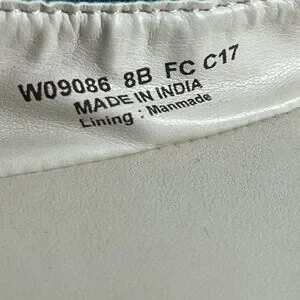 W09086 8B FC C17
MADE IN INDIA
Lining : Manmade